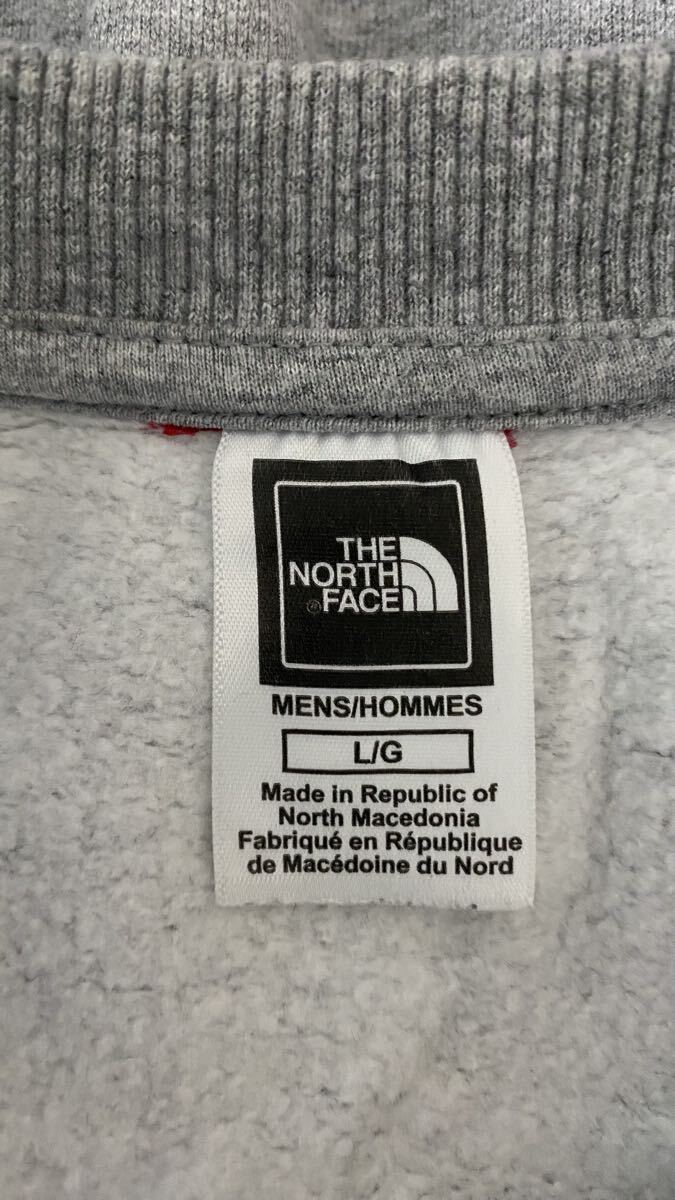 THE
NORTH
® FACE
MENS/HOMMES
L/G
Made in Republic of
North Macedonia
Fabriqué en République
de Macédoine du Nord